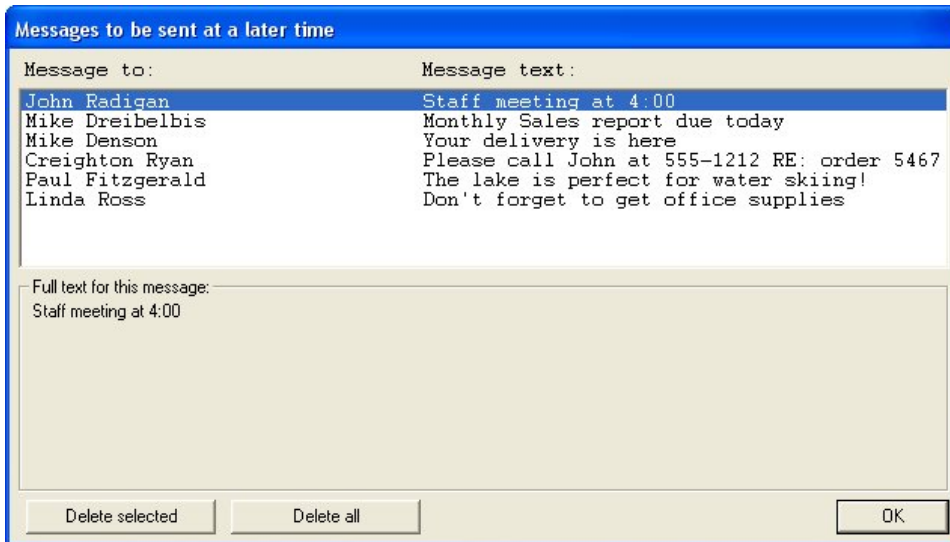 Messages to be sent at a later time
Message to: Message text:
John Radigan Staff meeting at 4:00
Mike Dreibelbis Monthly Sales report due today
Mike Denson Your delivery is here
Creighton Ryan Please call John at 555-1212 RE: order 5467
Paul Fitzgerald The lake is perfect for water skiing!
Linda Ross Don't forget to get office supplies
Full text for this message:
Staff meeting at 4:00
Delete selected Delete all OK